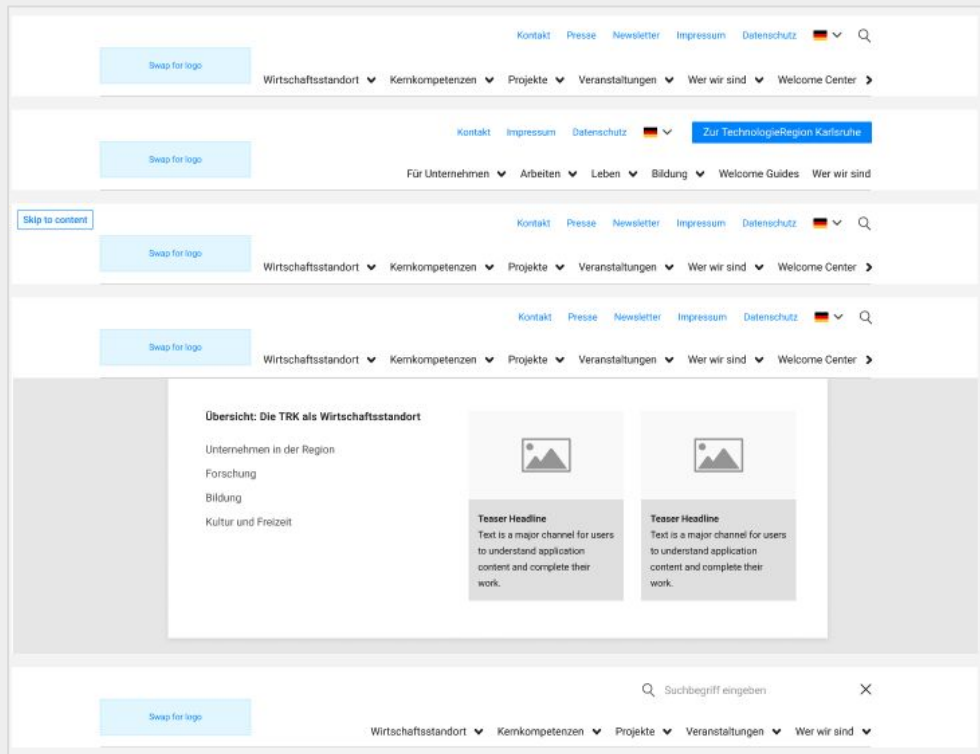 Kontakt Presse Newsletter Impressum Datenschutz
Swap for logo
Wirtschaftsstandort Kernkompetenzen Projekte Veranstaltungen Wer wir sind Welcome Center
Kontakt Impressum Datenschutz Zur TechnologieRegion Karlsruhe
Swap for logo
Für Unternehmen Arbeiten Leben Bildung Welcome Guides Wer wir sind
Skip to content
Kontakt Presse Newsletter Impressum Datenschutz
Swap for logo
Wirtschaftsstandort Kernkompetenzen Projekte Veranstaltungen Wer wir sind Welcome Center
Kontakt Presse Newsletter Impressum Datenschutz
Swap for logo
Wirtschaftsstandort Kernkompetenzen Projekte Veranstaltungen Wer wir sind Welcome Center
Übersicht: Die TRK als Wirtschaftsstandort
Unternehmen in der Region
Forschung
Bildung
Kultur und Freizeit
Teaser Headline
Text is a major channel for users
to understand application
content and complete their
work.
Teaser Headline
Text is a major channel for users
to understand application
content and complete their
work.
Suchbegriff eingeben
Swap for logo
Wirtschaftsstandort Kernkompetenzen Projekte Veranstaltungen Wer wir sind